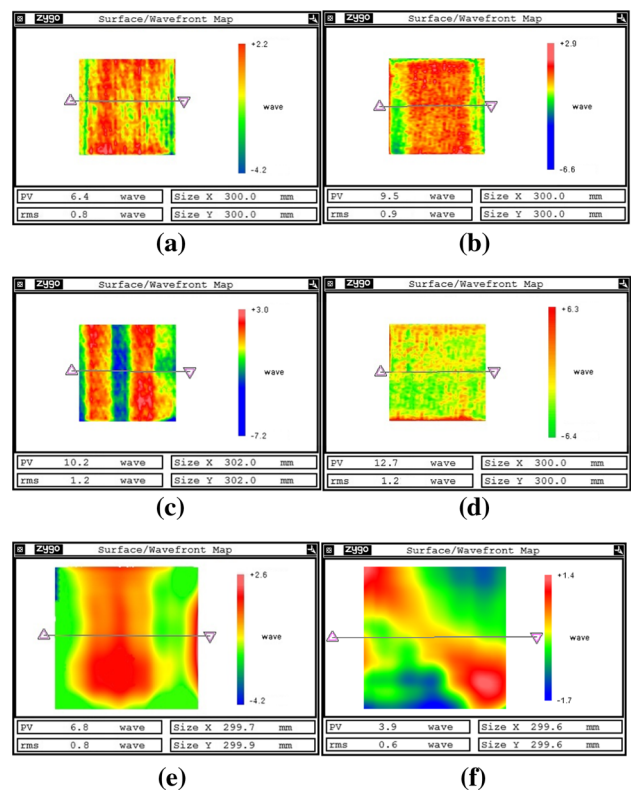 zygo Surface/Wavefront Map
+2.2
wave
-4.2
PV 6.4 wave Size X 300.0 mm
rms 0.8 wave Size Y 300.0 mm
(a)
zygo Surface/Wavefront Map
+2.9
wave
-6.6
PV 9.5 wave Size X 300.0 mm
rms 0.9 wave Size Y 300.0 mm
(b)
zygo Surface/Wavefront Map
+3.0
wave
-7.2
PV 10.2 wave Size X 302.0 mm
rms 1.2 wave Size Y 302.0 mm
(c)
zygo Surface/Wavefront Map
+6.3
wave
-6.4
PV 12.7 wave Size X 300.0 mm
rms 1.2 wave Size Y 300.0 mm
(d)
zygo Surface/Wavefront Map
+2.6
wave
-4.2
PV 6.8 wave Size X 299.7 mm
rms 0.8 wave Size Y 299.9 mm
(e)
zygo Surface/Wavefront Map
+1.4
wave
-1.7
PV 3.9 wave Size X 299.6 mm
rms 0.6 wave Size Y 299.6 mm
(f)